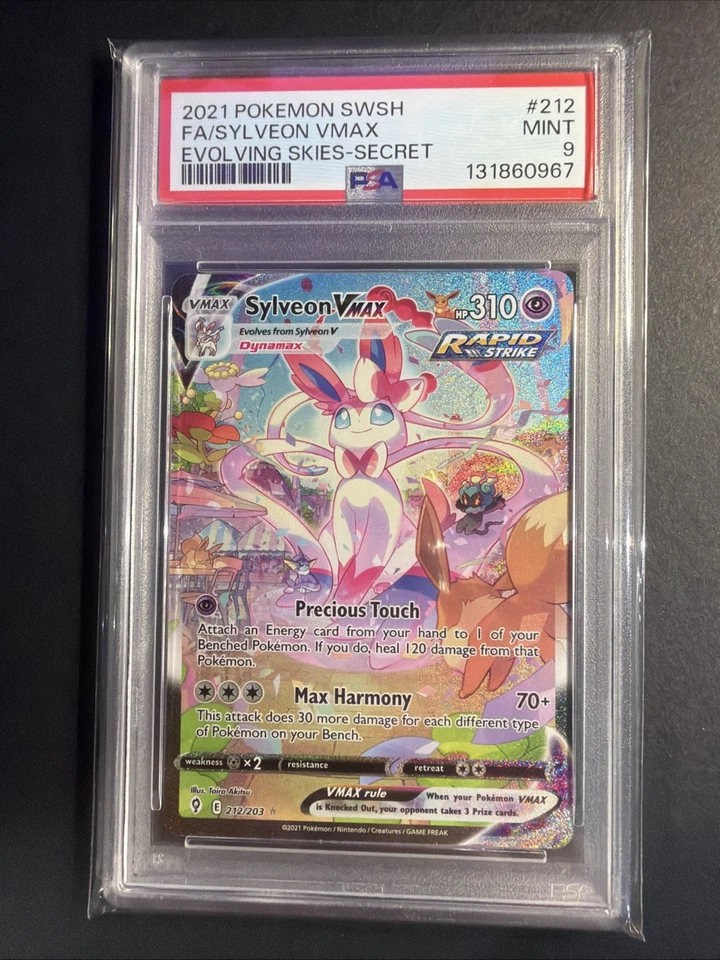 2021 POKEMON SWSH #212
FA/SYLVEON VMAX MINT
EVOLVING SKIES-SECRET 9
PSA 131860967
VMAX Sylveon VMAX HP 310
Evolves from Sylveon V
Dynamax
RAPID STRIKE
Precious Touch
Attach an Energy card from your hand to 1 of your
Benched Pokémon. If you do, heal 120 damage from that
Pokémon.
Max Harmony 70+
This attack does 30 more damage for each different type
of Pokémon on your Bench.
weakness ×2 resistance retreat
Illus. Taira Akitsu
VMAX rule When your Pokémon VMAX
is Knocked Out, your opponent takes 3 Prize cards.
E 212/203
©2021 Pokémon / Nintendo / Creatures / GAME FREAK
PSA